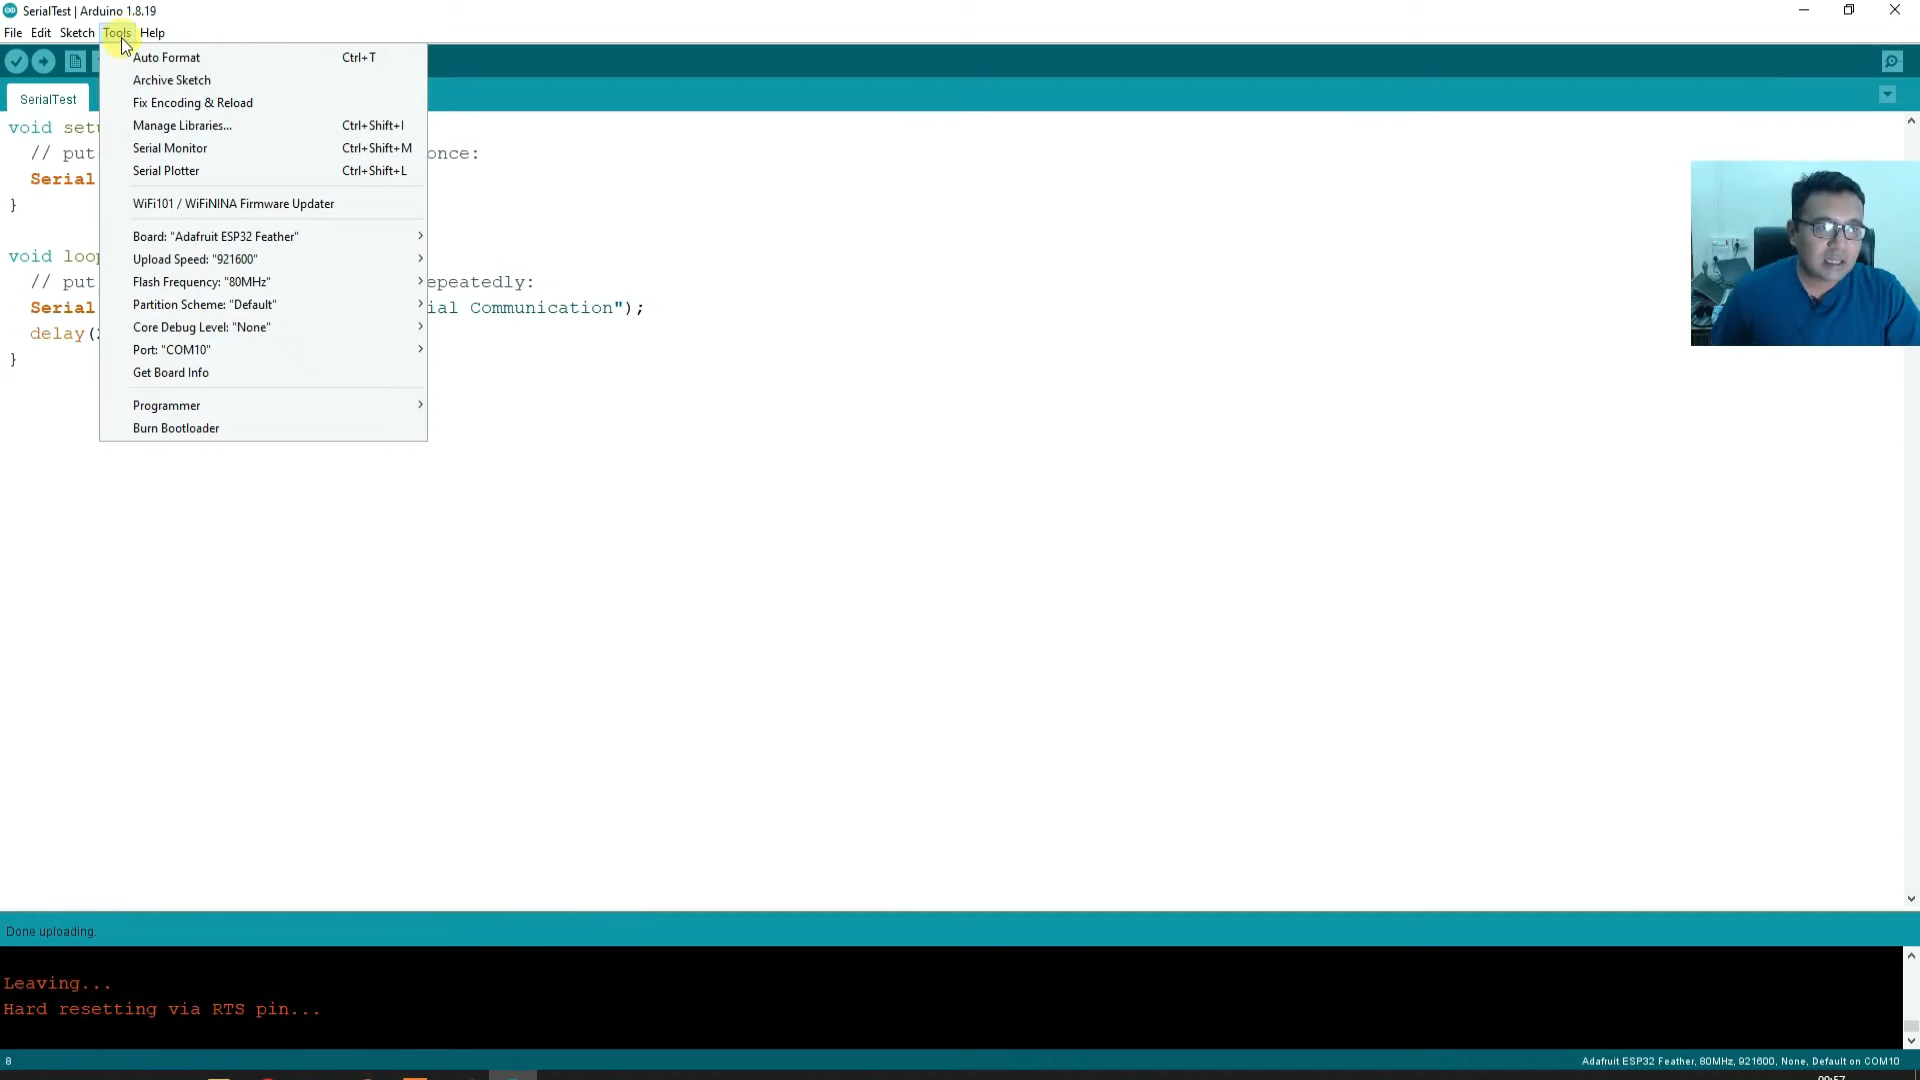 SerialTest | Arduino 1.8.19
File Edit Sketch Tools Help
Auto Format Ctrl+T
Archive Sketch
Fix Encoding & Reload
Manage Libraries... Ctrl+Shift+I
Serial Monitor Ctrl+Shift+M
Serial Plotter Ctrl+Shift+L
WiFi101 / WiFiNINA Firmware Updater
Board: "Adafruit ESP32 Feather"
Upload Speed: "921600"
Flash Frequency: "80MHz"
Partition Scheme: "Default"
Core Debug Level: "None"
Port: "COM10"
Get Board Info
Programmer
Burn Bootloader
SerialTest
void setu
// put once:
Serial
}
void loop
// put epeatedly:
Serial ial Communication");
delay(
}
Done uploading.
Leaving...
Hard resetting via RTS pin...
8 Adafruit ESP32 Feather, 80MHz, 921600, None, Default on COM10